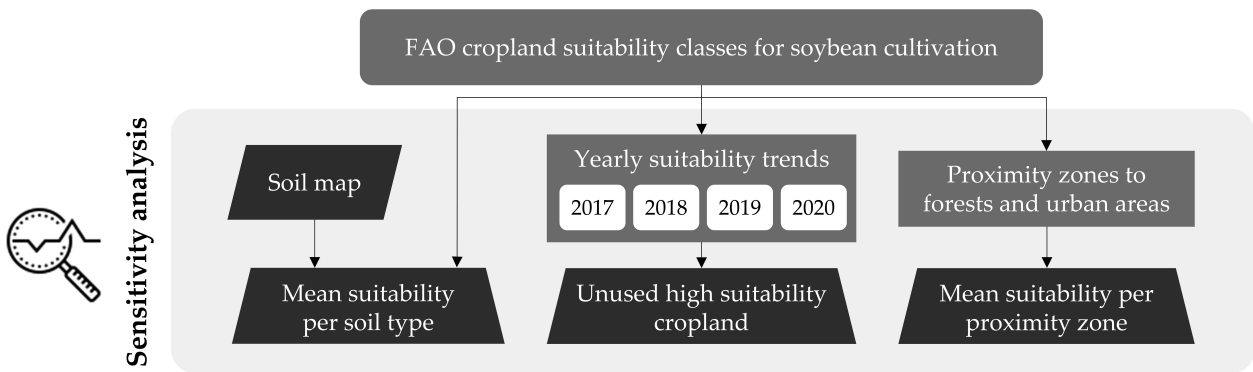 FAO cropland suitability classes for soybean cultivation
Sensitivity analysis
Soil map
Mean suitability
per soil type
Yearly suitability trends
2017 2018 2019 2020
Unused high suitability
cropland
Proximity zones to
forests and urban areas
Mean suitability per
proximity zone